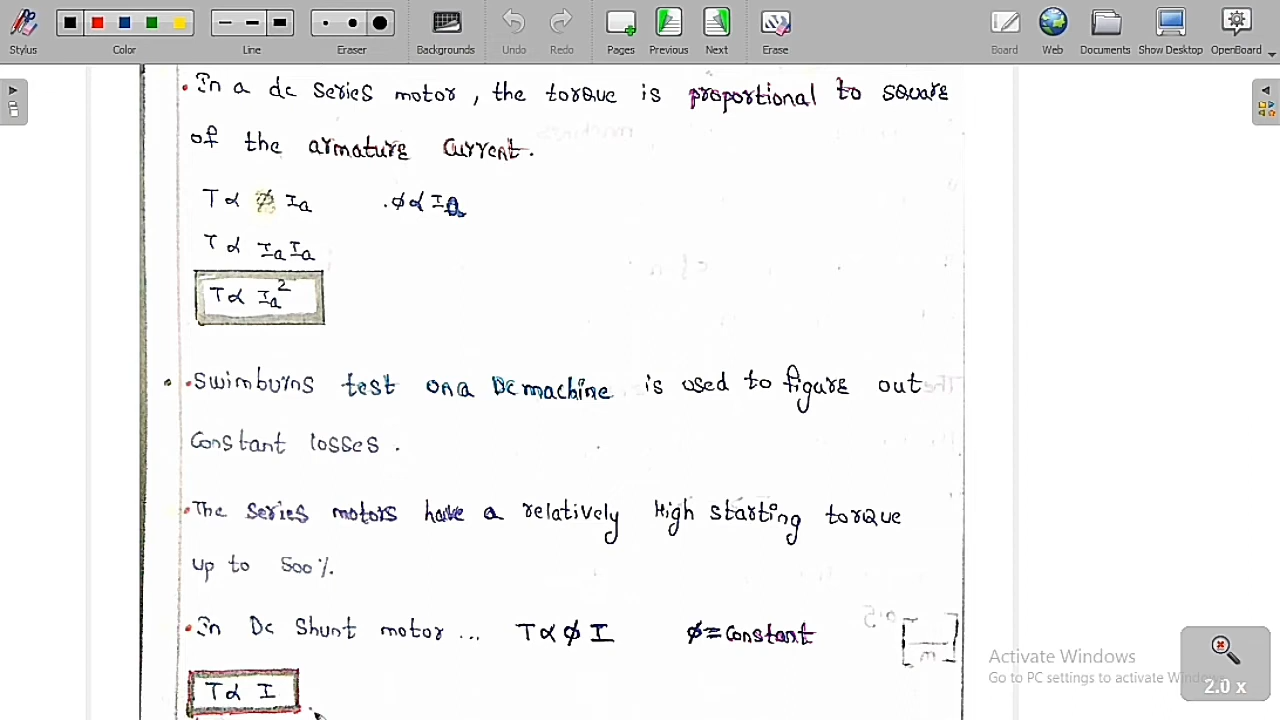 Stylus Color Line Eraser Backgrounds Undo Redo Pages Previous Next Erase Board Web Documents Show Desktop OpenBoard
• In a dc series motor, the torque is proportional to square
of the armature current.
T ∝ ϕ Ia .ϕ ∝ Ia
T ∝ Ia Ia
T ∝ Ia²
• Swimburns test on a Dc machine is used to figure out
Constant losses.
• The series motors have a relatively High starting torque
up to 500%.
• In Dc Shunt motor... T ∝ ϕ I ϕ = constant
T ∝ I
Activate Windows
Go to PC settings to activate
2.0 x